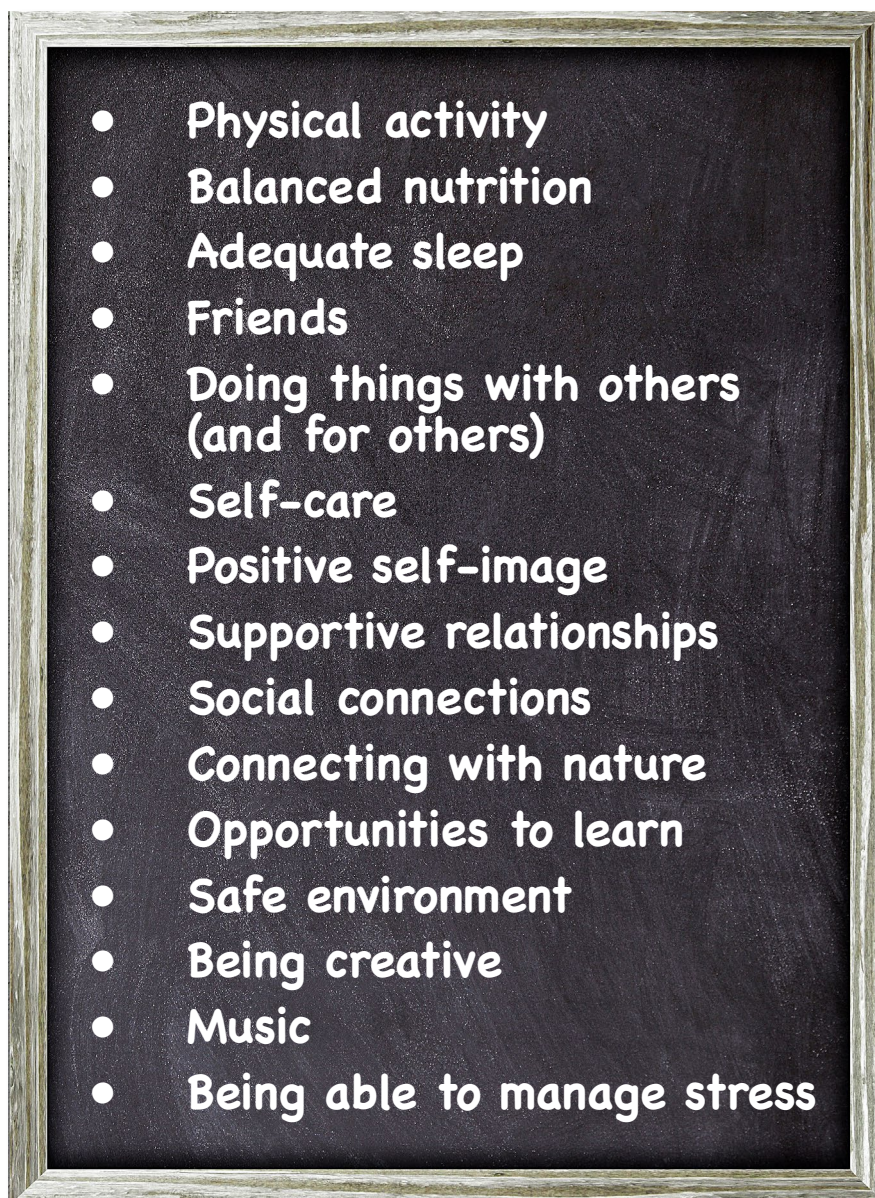 • Physical activity
• Balanced nutrition
• Adequate sleep
• Friends
• Doing things with others
(and for others)
• Self-care
• Positive self-image
• Supportive relationships
• Social connections
• Connecting with nature
• Opportunities to learn
• Safe environment
• Being creative
• Music
• Being able to manage stress